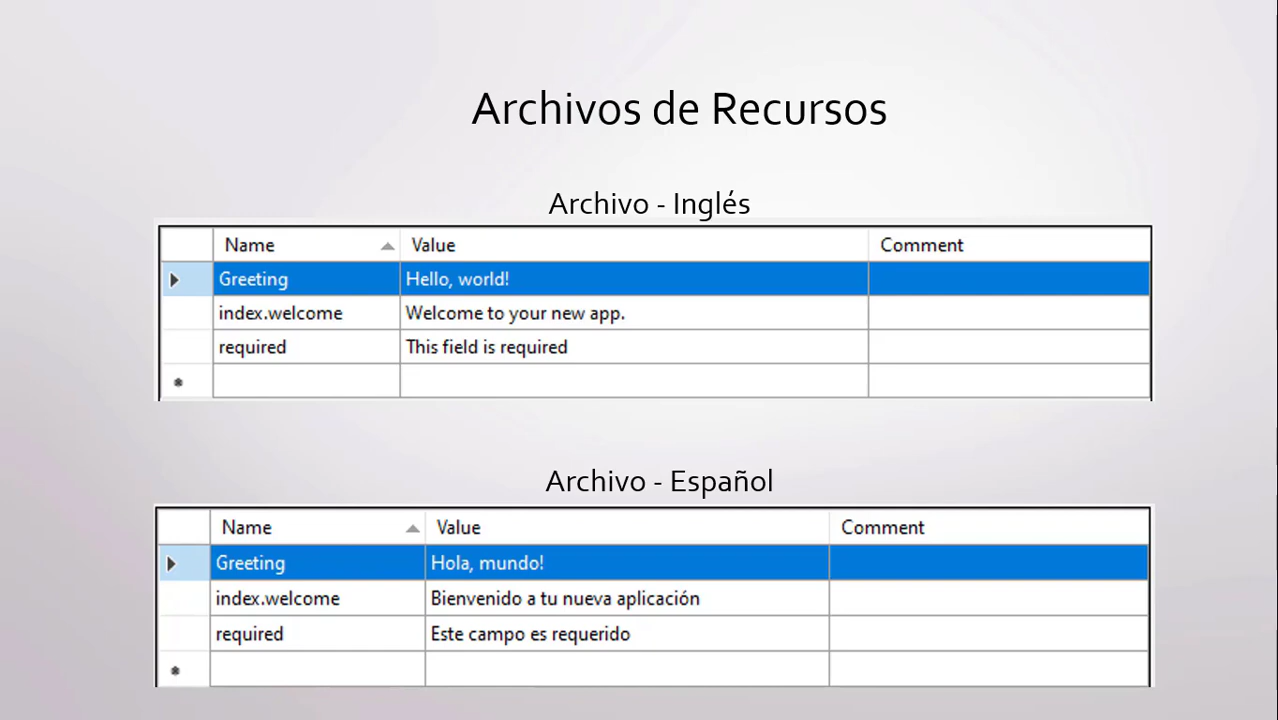 Archivos de Recursos
Archivo - Inglés
Name Value Comment
Greeting Hello, world!
index.welcome Welcome to your new app.
required This field is required
Archivo - Español
Name Value Comment
Greeting Hola, mundo!
index.welcome Bienvenido a tu nueva aplicación
required Este campo es requerido